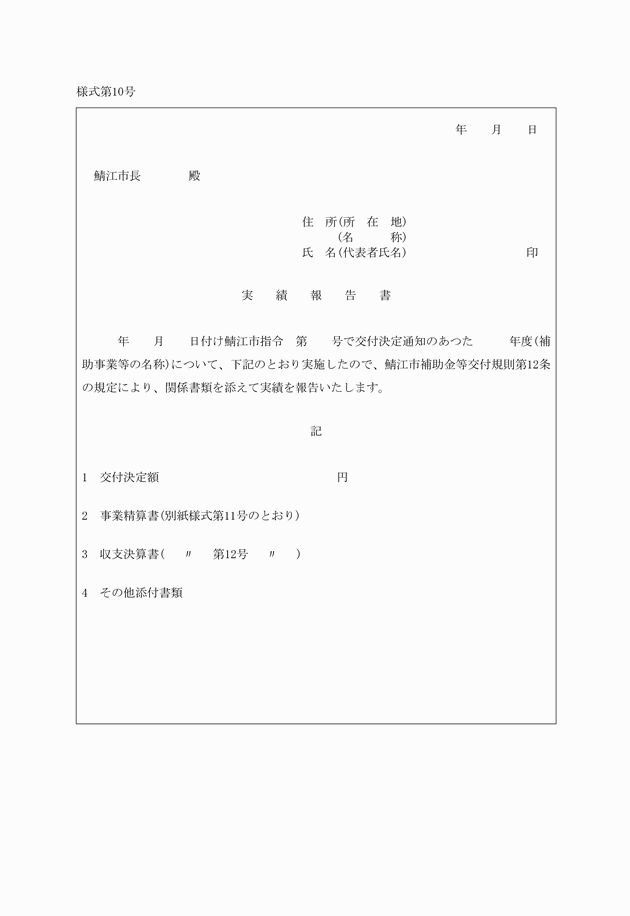 様式第10号
年　　月　　日
鯖江市長　　　　殿
住　所(所　在　地)
(名　　　称)
氏　名(代表者氏名)　　　　　　　　　　印
実　績　報　告　書
年　　月　　日付け鯖江市指令　第　　号で交付決定通知のあつた　　　年度(補
助事業等の名称)について、下記のとおり実施したので、鯖江市補助金等交付規則第12条
の規定により、関係書類を添えて実績を報告いたします。
記
1　交付決定額　　　　　　　　　　　　　　　円
2　事業精算書(別紙様式第11号のとおり)
3　収支決算書(　　〃　　第12号　　〃　　)
4　その他添付書類